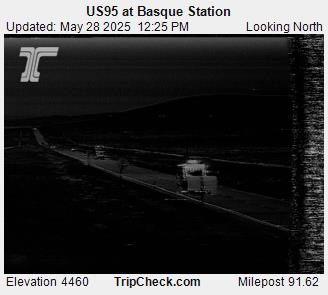 US95 at Basque Station
Updated: May 28 2025 12:25 PM Looking North
Elevation 4460 TripCheck.com Milepost 91.62